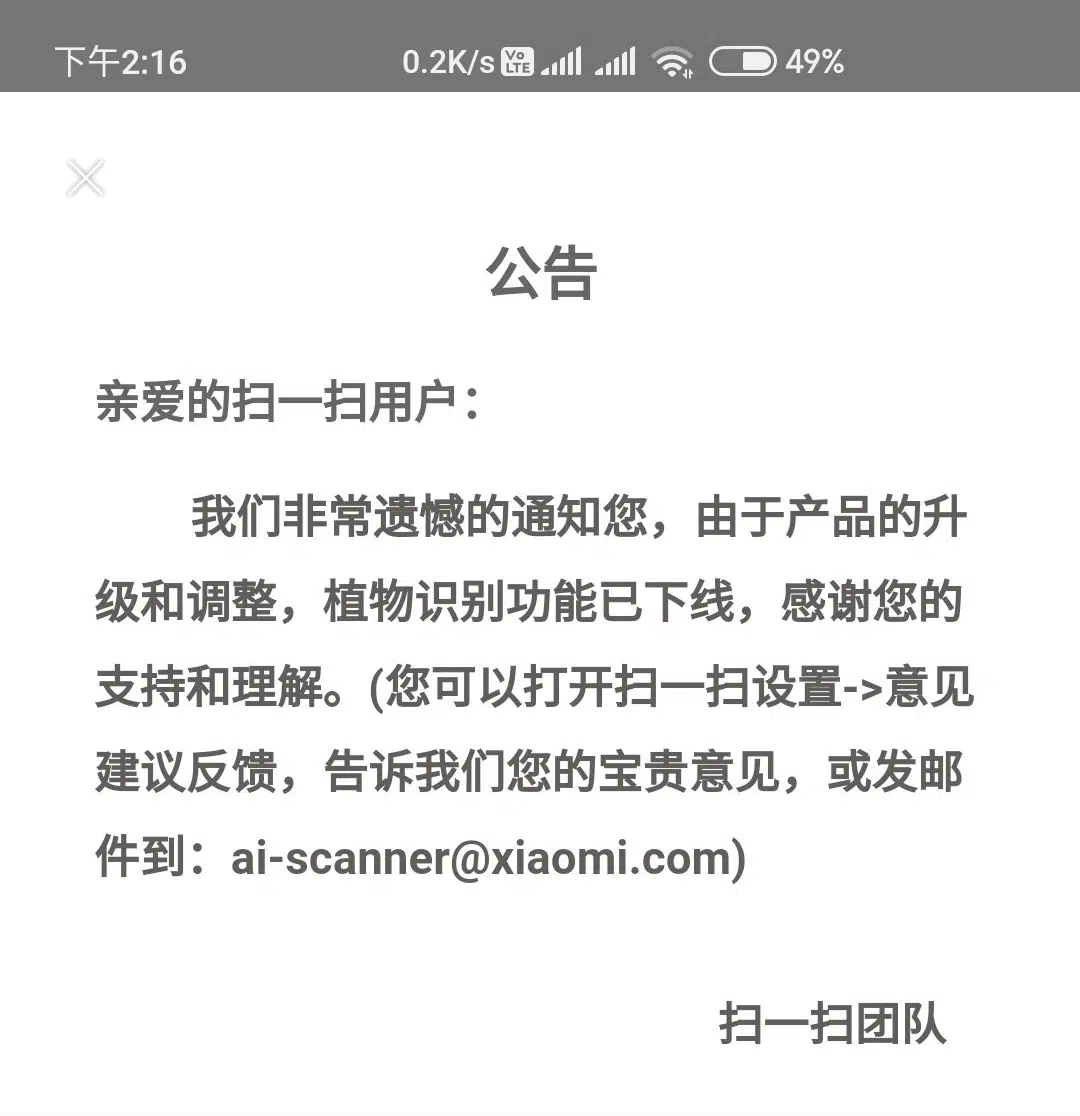 下午2:16 0.2K/s VoLTE 49%
公告
亲爱的扫一扫用户：
我们非常遗憾的通知您，由于产品的升
级和调整，植物识别功能已下线，感谢您的
支持和理解。(您可以打开扫一扫设置->意见
建议反馈，告诉我们您的宝贵意见，或发邮
件到：ai-scanner@xiaomi.com)
扫一扫团队